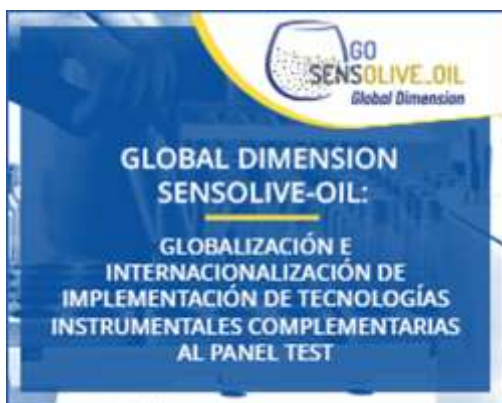 GO
SENSOLIVE_OIL
Global Dimension
GLOBAL DIMENSION
SENSOLIVE-OIL:
GLOBALIZACIÓN E
INTERNACIONALIZACIÓN DE
IMPLEMENTACIÓN DE TECNOLOGÍAS
INSTRUMENTALES COMPLEMENTARIAS
AL PANEL TEST